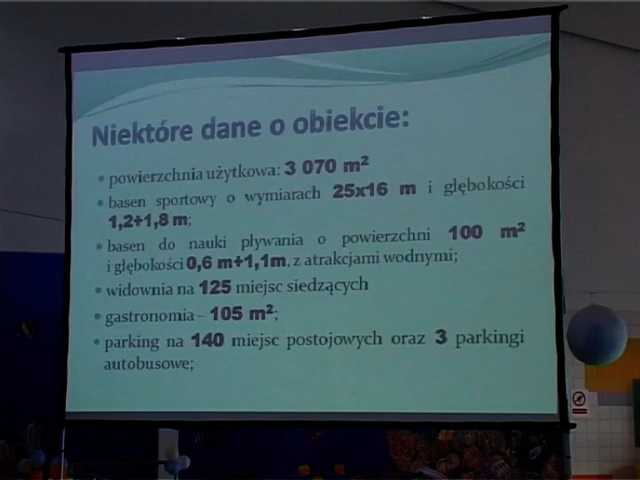 Niektóre dane o obiekcie:
• powierzchnia użytkowa: 3 070 m²
• basen sportowy o wymiarach 25x16 m i głębokości
1,2÷1,8 m;
• basen do nauki pływania o powierzchni 100 m²
i głębokości 0,6 m÷1,1m, z atrakcjami wodnymi;
• widownia na 125 miejsc siedzących
• gastronomia – 105 m²;
• parking na 140 miejsc postojowych oraz 3 parkingi
autobusowe;